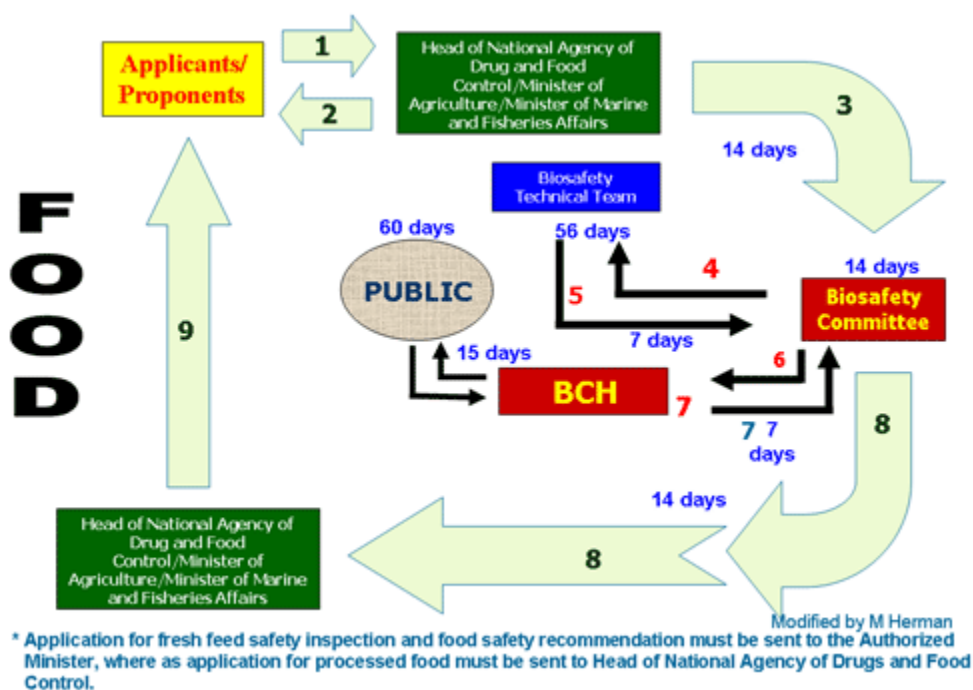 Applicants/
Proponents
1
2
Head of National Agency of
Drug and Food
Control/Minister of
Agriculture/Minister of Marine
and Fisheries Affairs
3
14 days
Biosafety
Technical Team
60 days
56 days
PUBLIC
4
5
14 days
Biosafety
Committee
7 days
15 days
6
BCH
7
7 7
days
8
F
O
O
D
9
14 days
8
Head of National Agency of
Drug and Food
Control/Minister of
Agriculture/Minister of Marine
and Fisheries Affairs
Modified by M Herman
* Application for fresh feed safety inspection and food safety recommendation must be sent to the Authorized
Minister, where as application for processed food must be sent to Head of National Agency of Drugs and Food
Control.